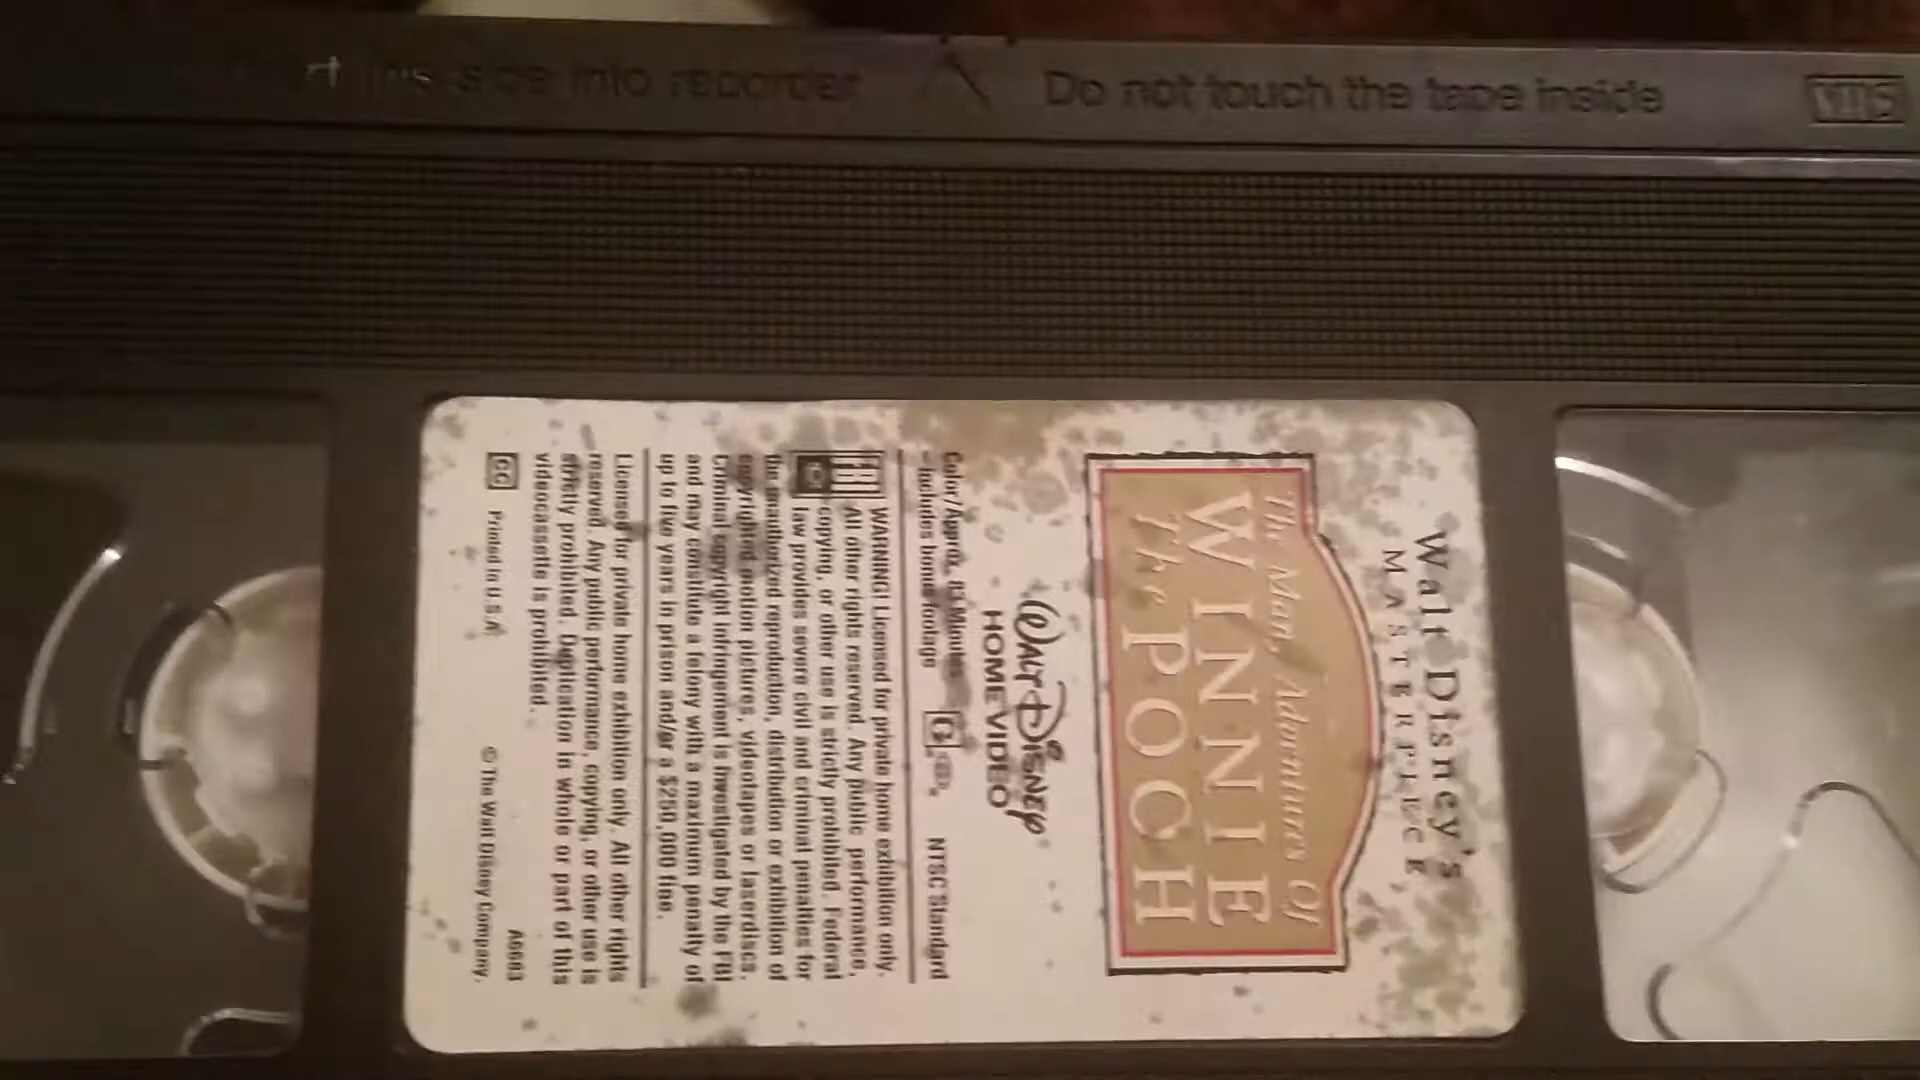 side into recorder
Do not touch the tape inside
VHS
Walt Disney's
MASTERPIECE
The Many Adventures Of
WINNIE
The POOH
WALT DISNEY
HOME VIDEO
Color/Approx. 83 Minutes
-includes bonus footage
G
NTSC Standard
FBI
WARNING! Licensed for private home exhibition only.
All other rights reserved. Any public performance,
copying, or other use is strictly prohibited. Federal
law provides severe civil and criminal penalties for
the unauthorized reproduction, distribution or exhibition of
copyrighted motion pictures, videotapes or laserdiscs.
Criminal copyright infringement is investigated by the FBI
and may constitute a felony with a maximum penalty of
up to five years in prison and/or a $250,000 fine.
Licensed for private home exhibition only. All other rights
reserved. Any public performance, copying, or other use is
strictly prohibited. Duplication in whole or part of this
videocassette is prohibited.
A6663
CC
Printed in U.S.A.
© The Walt Disney Company.